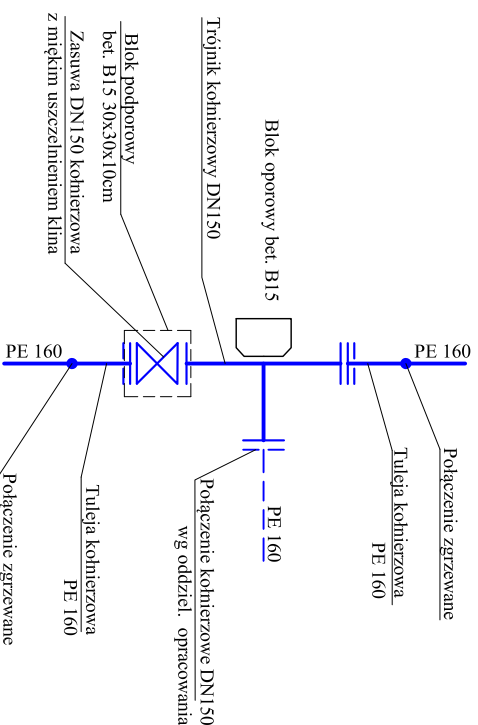 Trójnik kołnierzowy DN150
Blok oporowy bet. B15
Blok podporowy
bet. B15 30x30x10cm
Zasuwa DN150 kołnierzowa
z miękim uszczelnieniem klina
PE 160
PE 160
Połączenie zgrzewane
Tuleja kołnierzowa
PE 160
PE 160
Połączenie kołnierzowe DN150
wg oddziel. opracowania
Tuleja kołnierzowa
PE 160
Połączenie zgrzewane